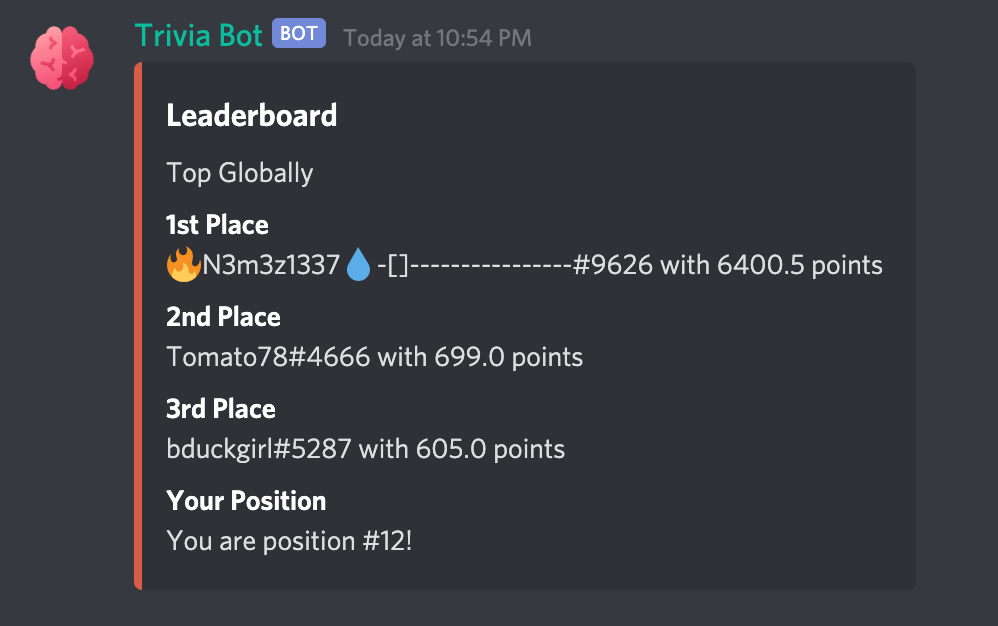 Trivia Bot BOT Today at 10:54 PM
Leaderboard
Top Globally
1st Place
🔥N3m3z1337💧-[]----------------#9626 with 6400.5 points
2nd Place
Tomato78#4666 with 699.0 points
3rd Place
bduckgirl#5287 with 605.0 points
Your Position
You are position #12!